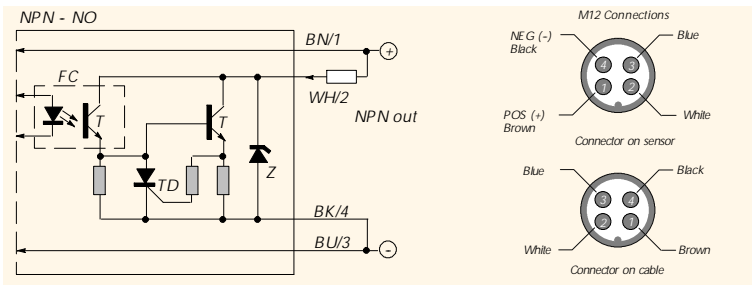 NPN - NO
BN/1
+
FC
T
T
WH/2
NPN out
TD
Z
BK/4
BU/3
-
M12 Connections
NEG (-)
Black
Blue
4
3
1
2
POS (+)
Brown
White
Connector on sensor
Blue
Black
3
4
2
1
White
Brown
Connector on cable